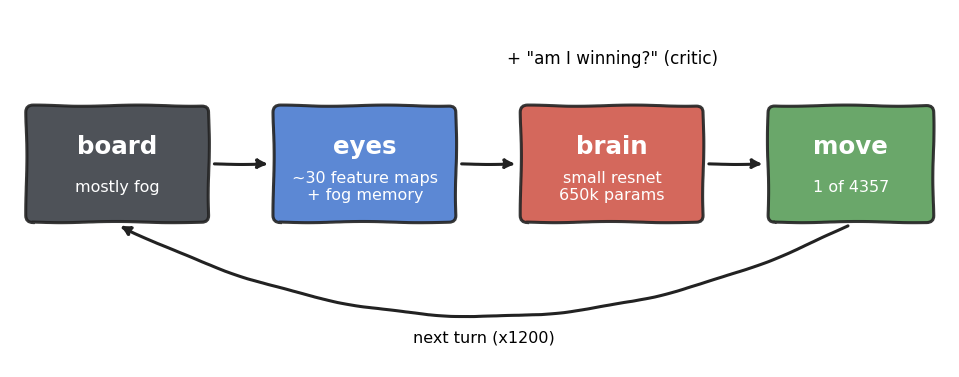 + "am I winning?" (critic)
board
mostly fog
eyes
~30 feature maps
+ fog memory
brain
small resnet
650k params
move
1 of 4357
next turn (x1200)